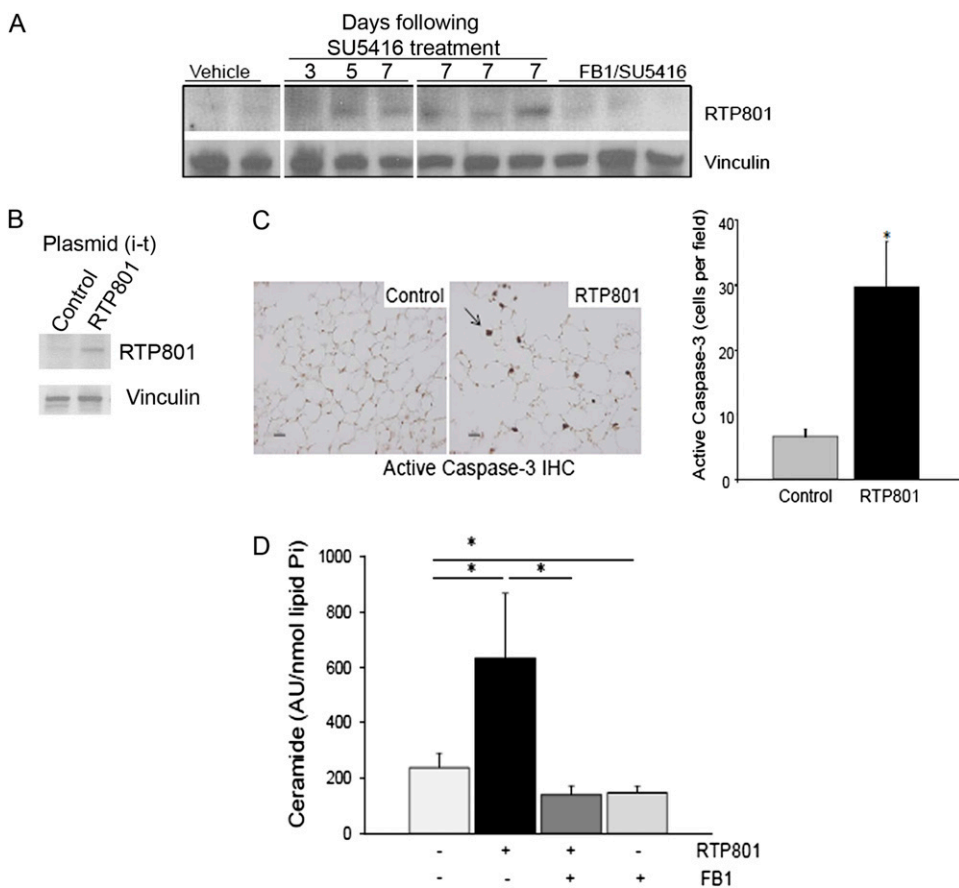 A
Days following
SU5416 treatment
Vehicle
3 5 7
7 7 7
FB1/SU5416
RTP801
Vinculin
B
Plasmid (i-t)
Control
RTP801
RTP801
Vinculin
C
Control
RTP801
Active Caspase-3 IHC
Active Caspase-3 (cells per field)
40
30
20
10
0
*
Control
RTP801
D
Ceramide (AU/nmol lipid Pi)
1000
800
600
400
200
0
*
* *
- + + - RTP801
- - + + FB1